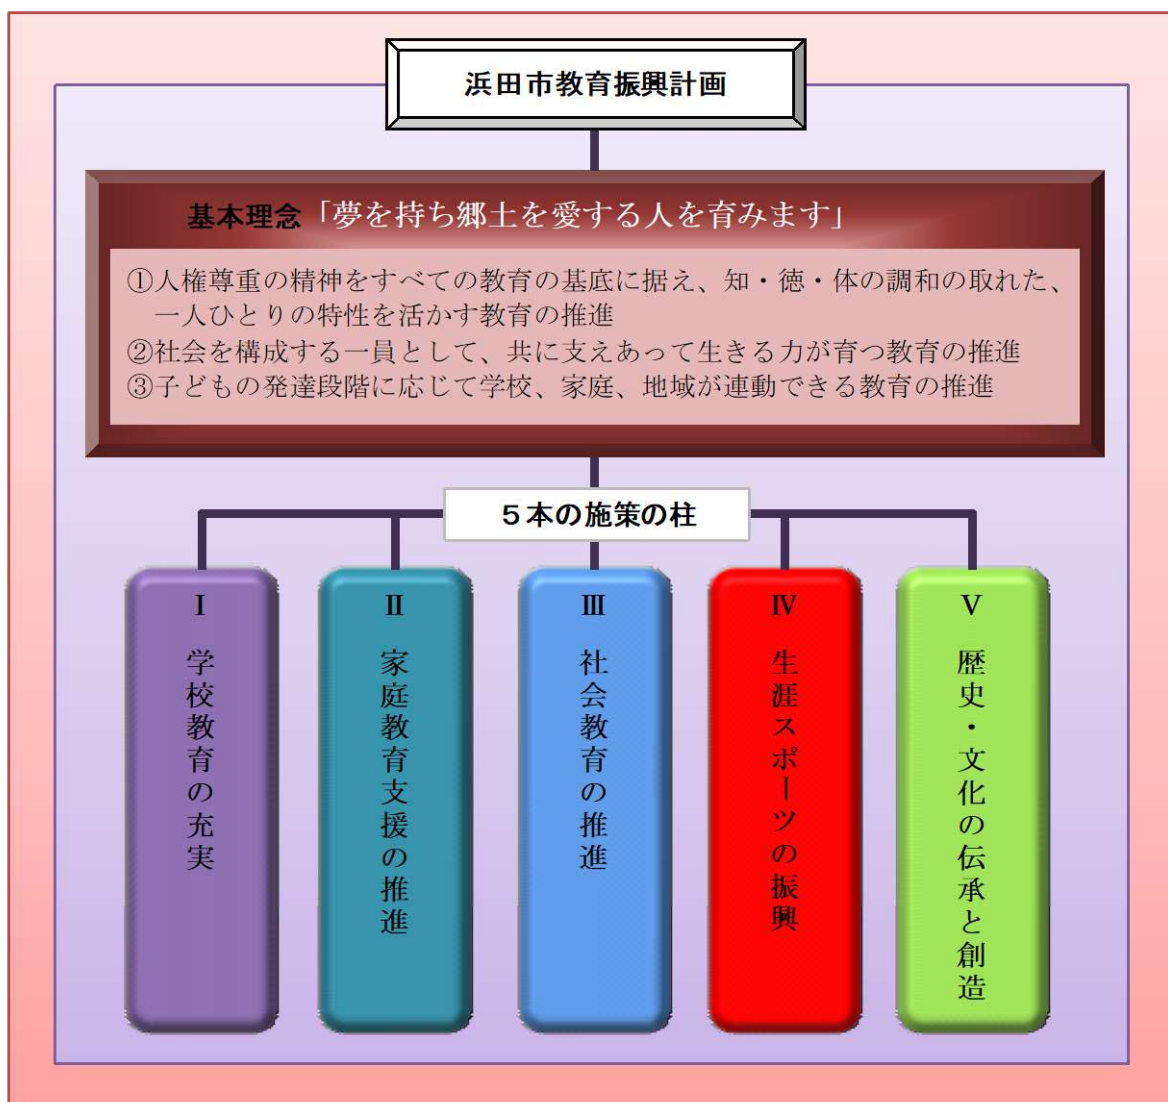 浜田市教育振興計画
基本理念「夢を持ち郷土を愛する人を育みます」
①人権尊重の精神をすべての教育の基底に据え、知・徳・体の調和の取れた、
一人ひとりの特性を活かす教育の推進
②社会を構成する一員として、共に支えあって生きる力が育つ教育の推進
③子どもの発達段階に応じて学校、家庭、地域が連動できる教育の推進
５本の施策の柱
Ⅰ 学校教育の充実
Ⅱ 家庭教育支援の推進
Ⅲ 社会教育の推進
Ⅳ 生涯スポーツの振興
Ⅴ 歴史・文化の伝承と創造